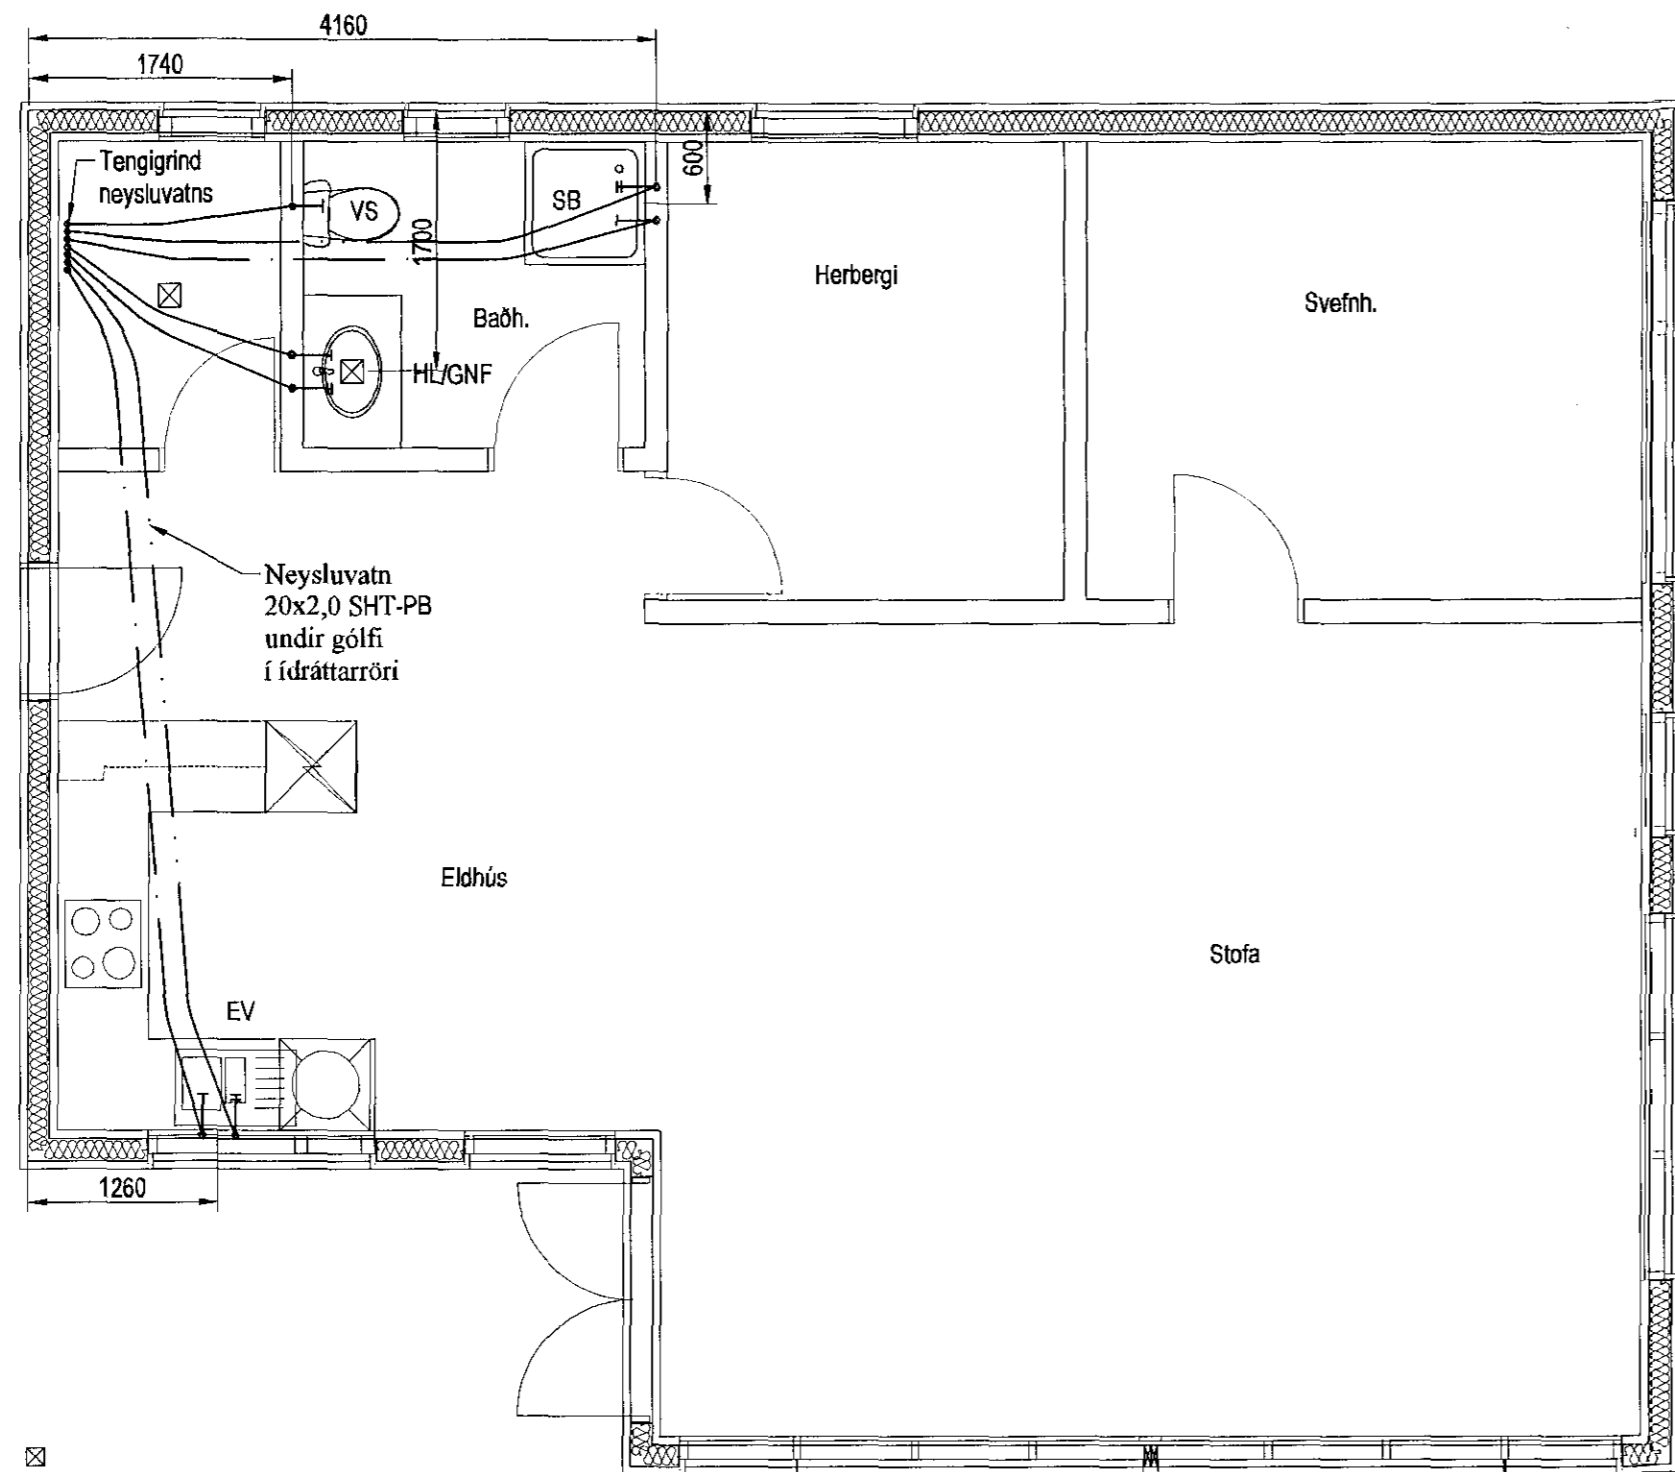 4160
1740
Tengigrind
neysluvatns
VS
1700
SB
600
Herbergi
Svefnh.
Baðh.
HL/GNF
Neysluvatn
20x2,0 SHT-PB
undir gólfi
í ídráttarröri
Eldhús
Stofa
EV
1260